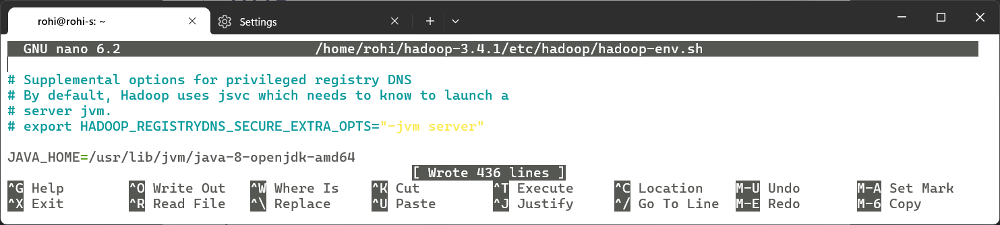 rohi@rohi-s: ~
Settings
GNU nano 6.2 /home/rohi/hadoop-3.4.1/etc/hadoop/hadoop-env.sh
# Supplemental options for privileged registry DNS
# By default, Hadoop uses jsvc which needs to know to launch a
# server jvm.
# export HADOOP_REGISTRYDNS_SECURE_EXTRA_OPTS="-jvm server"
JAVA_HOME=/usr/lib/jvm/java-8-openjdk-amd64
[ Wrote 436 lines ]
^G Help ^O Write Out ^W Where Is ^K Cut ^T Execute ^C Location M-U Undo M-A Set Mark
^X Exit ^R Read File ^\ Replace ^U Paste ^J Justify ^/ Go To Line M-E Redo M-6 Copy